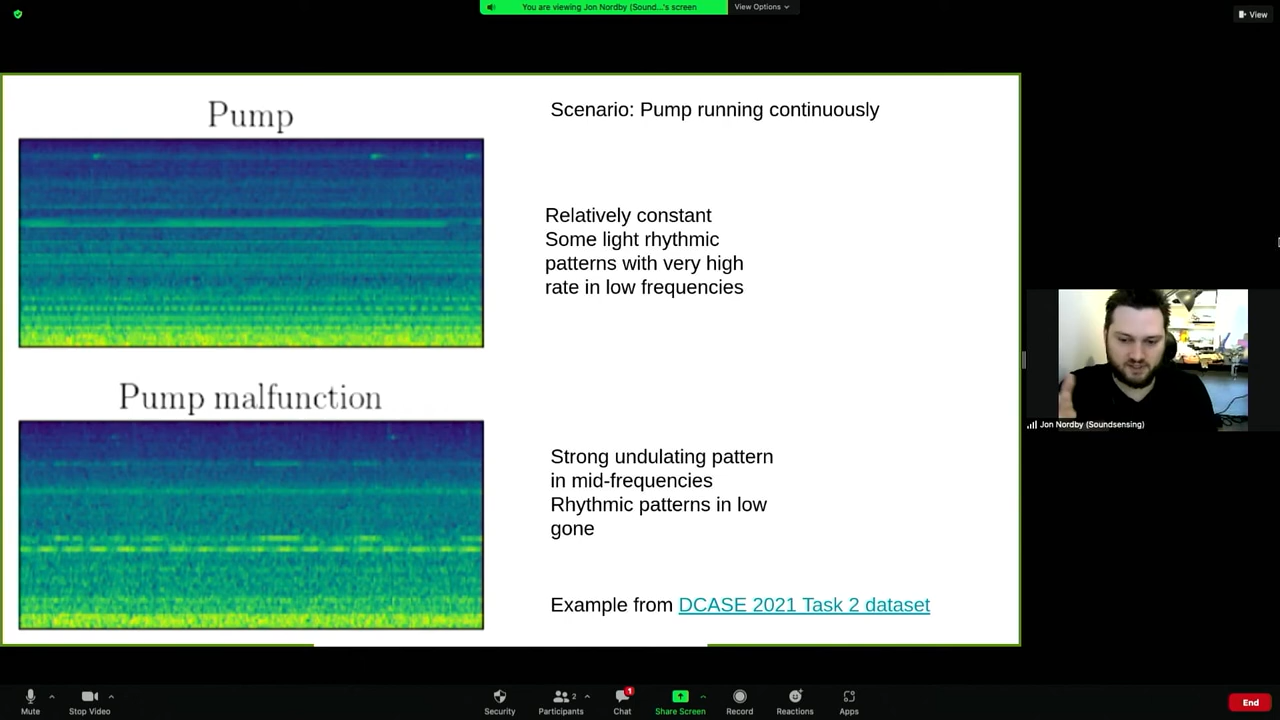 You are viewing Jon Nordby (Sound...'s screen
View Options
View
Pump
Scenario: Pump running continuously
Relatively constant
Some light rhythmic
patterns with very high
rate in low frequencies
Pump malfunction
Strong undulating pattern
in mid-frequencies
Rhythmic patterns in low
gone
Example from DCASE 2021 Task 2 dataset
Jon Nordby (Soundsensing)
Mute
Stop Video
Security
Participants
2
Chat
1
Share Screen
Record
Reactions
Apps
End